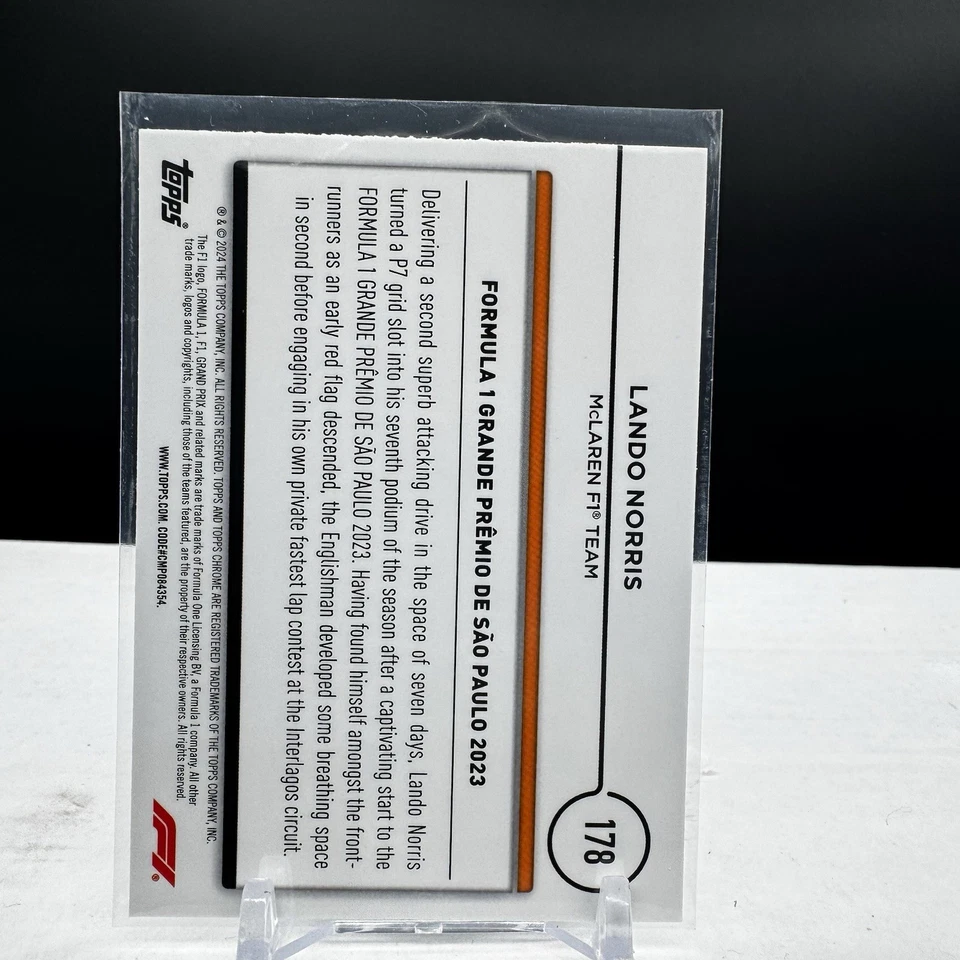 LANDO NORRIS
McLAREN F1® TEAM
178
FORMULA 1 GRANDE PRÊMIO DE SÃO PAULO 2023
Delivering a second superb attacking drive in the space of seven days, Lando Norris
turned a P7 grid slot into his seventh podium of the season after a captivating start to the
FORMULA 1 GRANDE PRÊMIO DE SÃO PAULO 2023. Having found himself amongst the front-
runners as an early red flag descended, the Englishman developed some breathing space
in second before engaging in his own private fastest lap contest at the Interlagos circuit.
® & © 2024 THE TOPPS COMPANY, INC. ALL RIGHTS RESERVED. TOPPS AND TOPPS CHROME ARE REGISTERED TRADEMARKS OF THE TOPPS COMPANY, INC.
The F1 logo, FORMULA 1, F1, GRAND PRIX and related marks are trade marks of Formula One Licensing BV, a Formula 1 company. All other
trade marks, logos and copyrights, including those of the teams featured, are the property of their respective owners. All rights reserved.
WWW.TOPPS.COM. CODE#CMP084354.
topps®
F1®